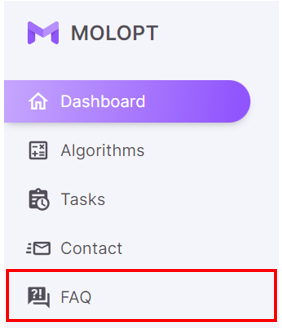 MOLOPT
Dashboard
Algorithms
Tasks
Contact
?! FAQ